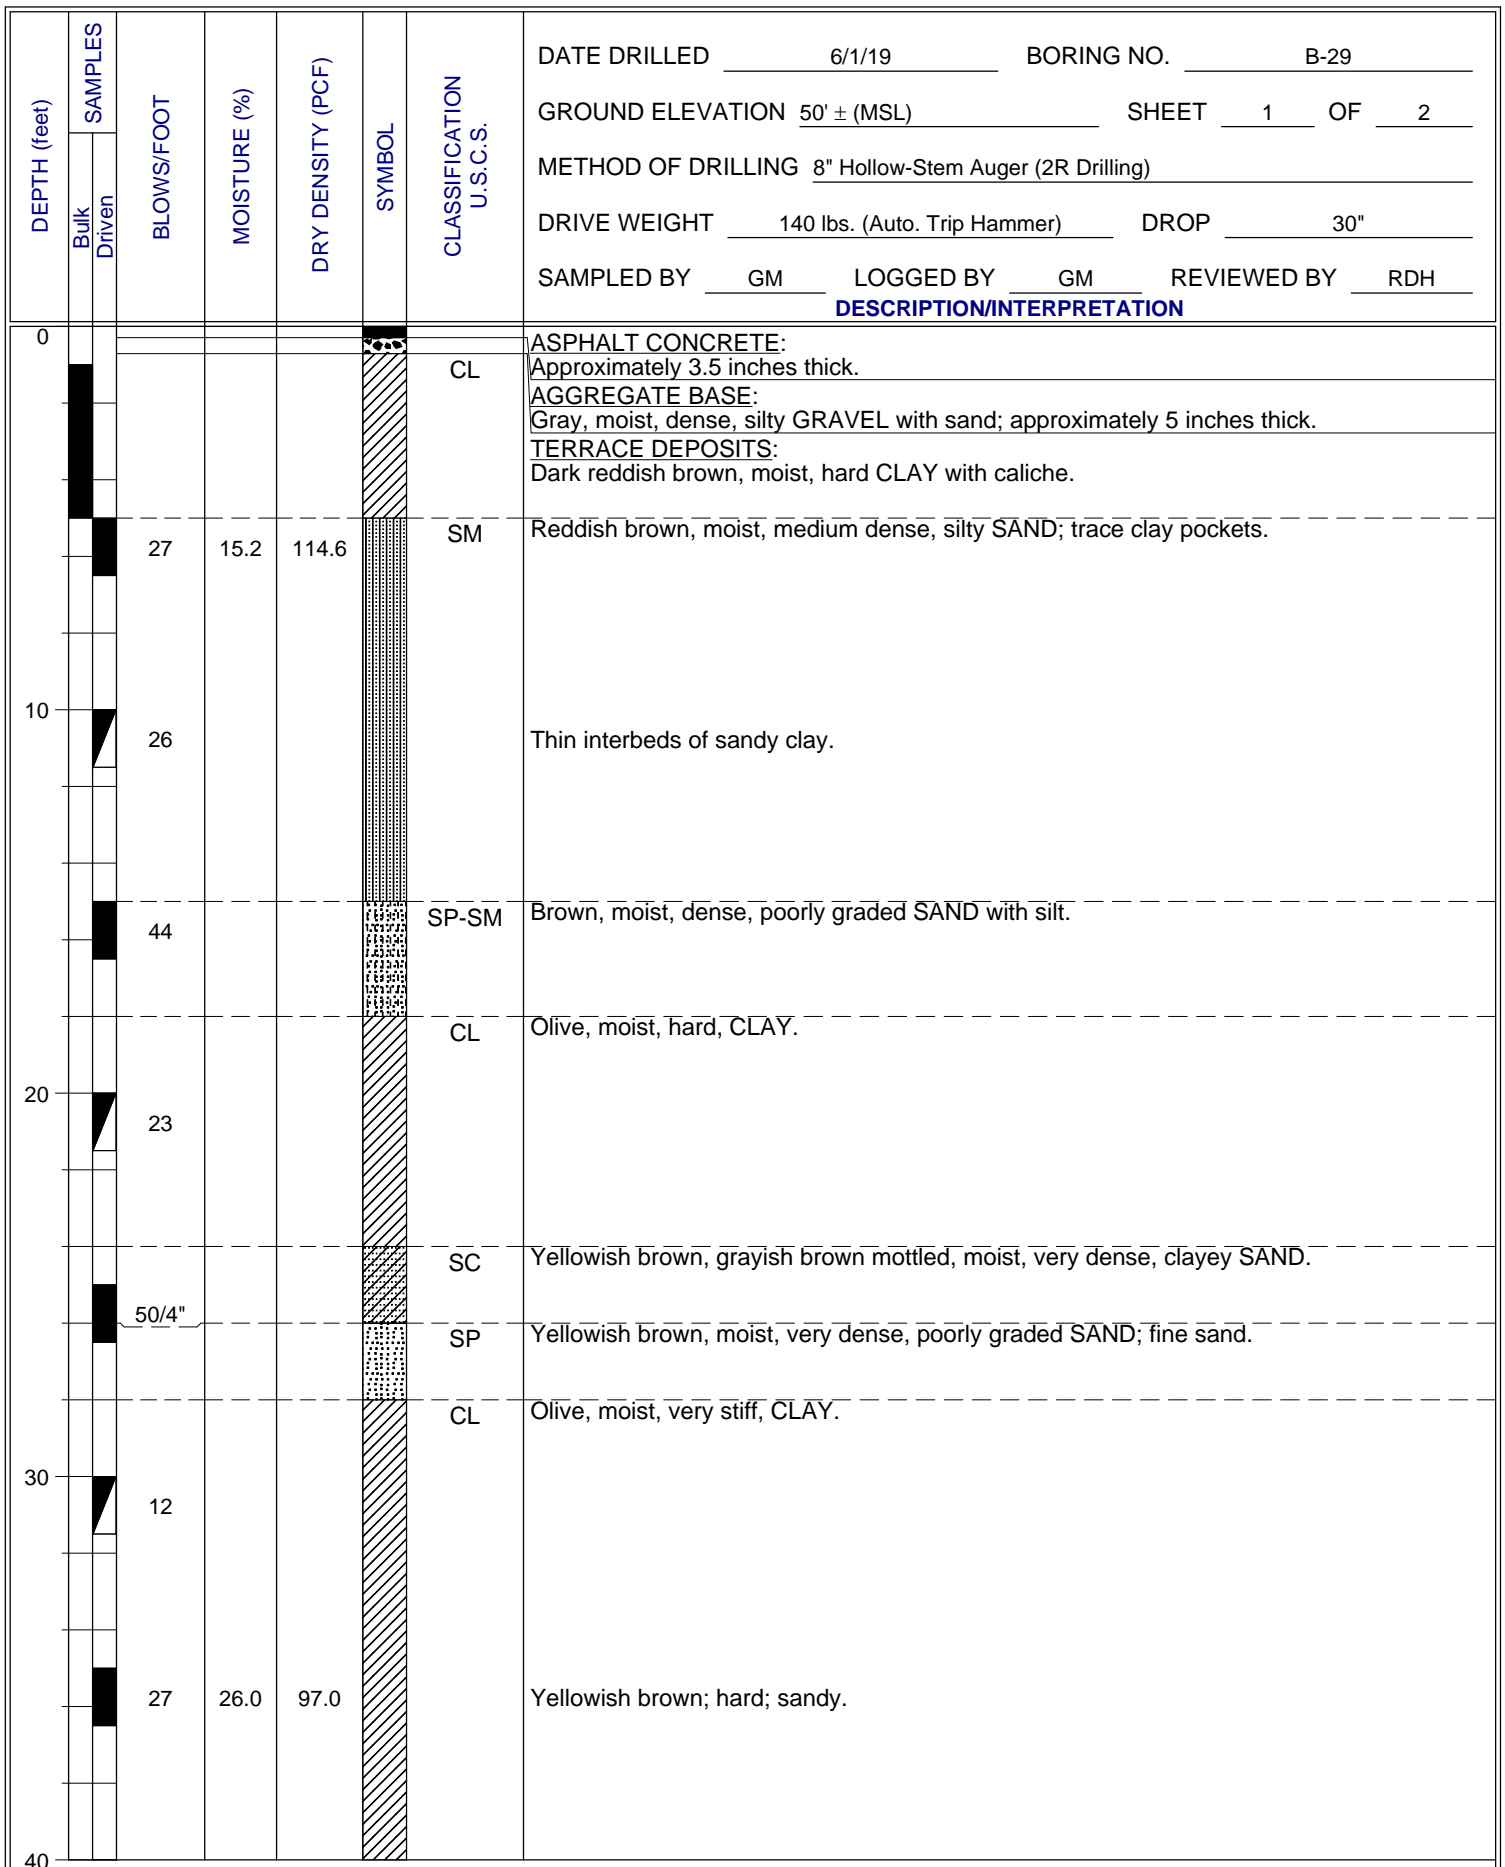 DEPTH (feet)
SAMPLES
Bulk
Driven
BLOWS/FOOT
MOISTURE (%)
DRY DENSITY (PCF)
SYMBOL
CLASSIFICATION
U.S.C.S.
DATE DRILLED 6/1/19 BORING NO. B-29
GROUND ELEVATION 50' ± (MSL) SHEET 1 OF 2
METHOD OF DRILLING 8" Hollow-Stem Auger (2R Drilling)
DRIVE WEIGHT 140 lbs. (Auto. Trip Hammer) DROP 30"
SAMPLED BY GM LOGGED BY GM REVIEWED BY RDH
DESCRIPTION/INTERPRETATION
0
ASPHALT CONCRETE:
CL Approximately 3.5 inches thick.
AGGREGATE BASE:
Gray, moist, dense, silty GRAVEL with sand; approximately 5 inches thick.
TERRACE DEPOSITS:
Dark reddish brown, moist, hard CLAY with caliche.
SM Reddish brown, moist, medium dense, silty SAND; trace clay pockets.
27 15.2 114.6
10
26 Thin interbeds of sandy clay.
SP-SM Brown, moist, dense, poorly graded SAND with silt.
44
CL Olive, moist, hard, CLAY.
20
23
SC Yellowish brown, grayish brown mottled, moist, very dense, clayey SAND.
50/4"
SP Yellowish brown, moist, very dense, poorly graded SAND; fine sand.
CL Olive, moist, very stiff, CLAY.
30
12
27 26.0 97.0 Yellowish brown; hard; sandy.
40